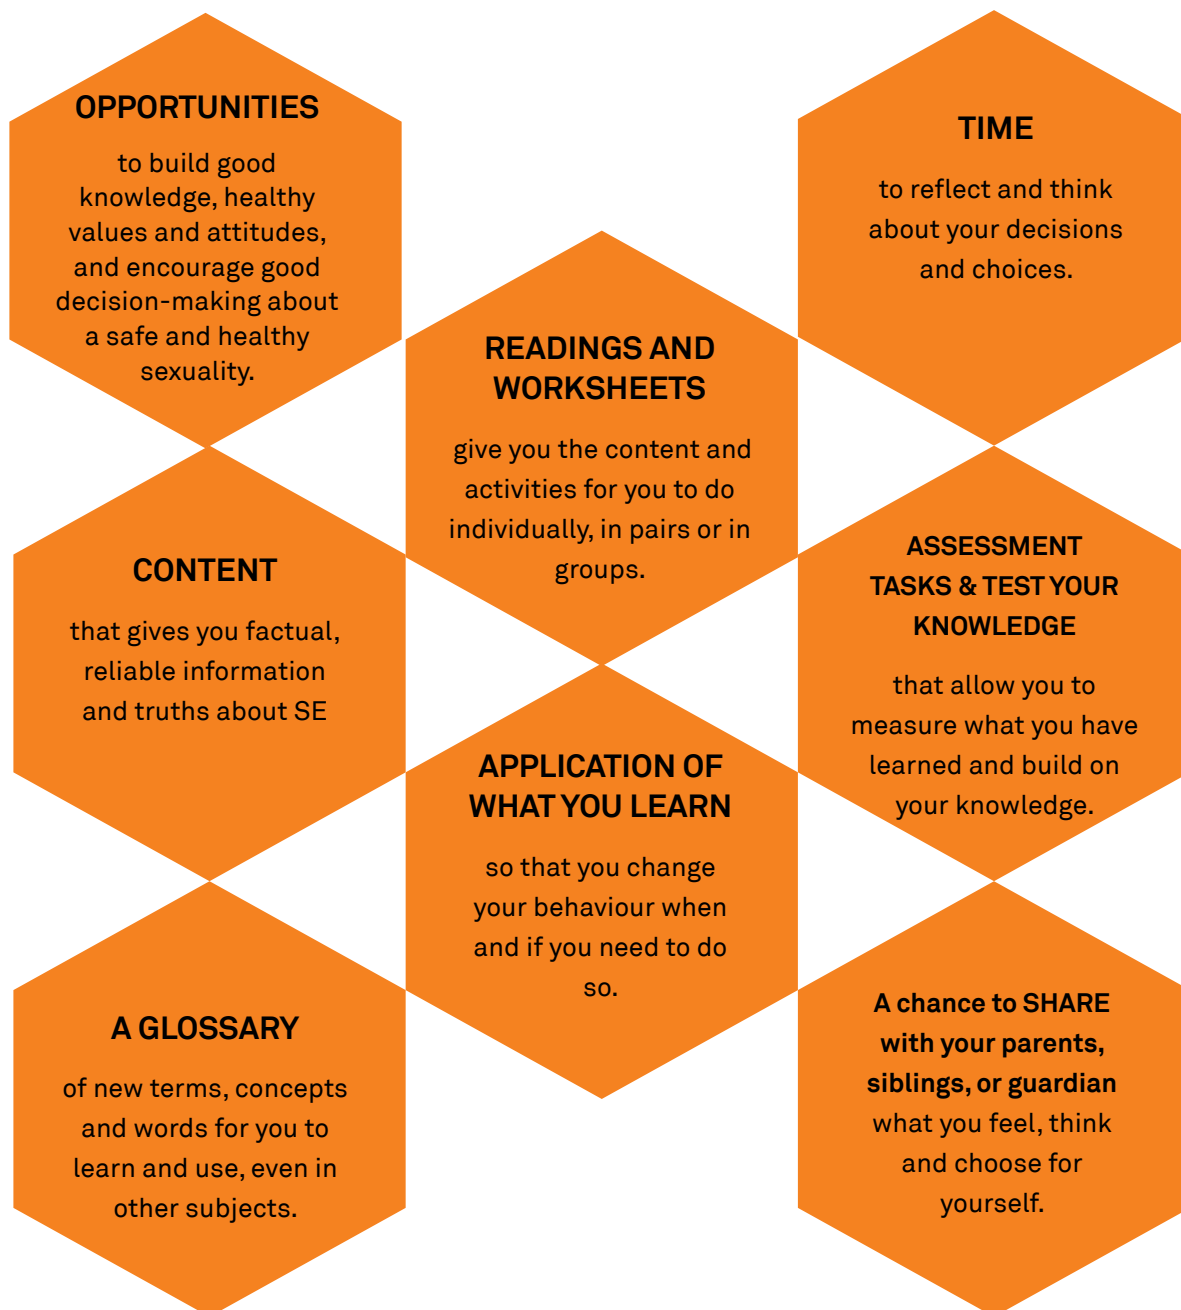 OPPORTUNITIES
to build good
knowledge, healthy
values and attitudes,
and encourage good
decision-making about
a safe and healthy
sexuality.
TIME
to reflect and think
about your decisions
and choices.
READINGS AND
WORKSHEETS
give you the content and
activities for you to do
individually, in pairs or in
groups.
CONTENT
that gives you factual,
reliable information
and truths about SE
ASSESSMENT
TASKS & TEST YOUR
KNOWLEDGE
that allow you to
measure what you have
learned and build on
your knowledge.
APPLICATION OF
WHAT YOU LEARN
so that you change
your behaviour when
and if you need to do
so.
A GLOSSARY
of new terms, concepts
and words for you to
learn and use, even in
other subjects.
A chance to SHARE
with your parents,
siblings, or guardian
what you feel, think
and choose for
yourself.